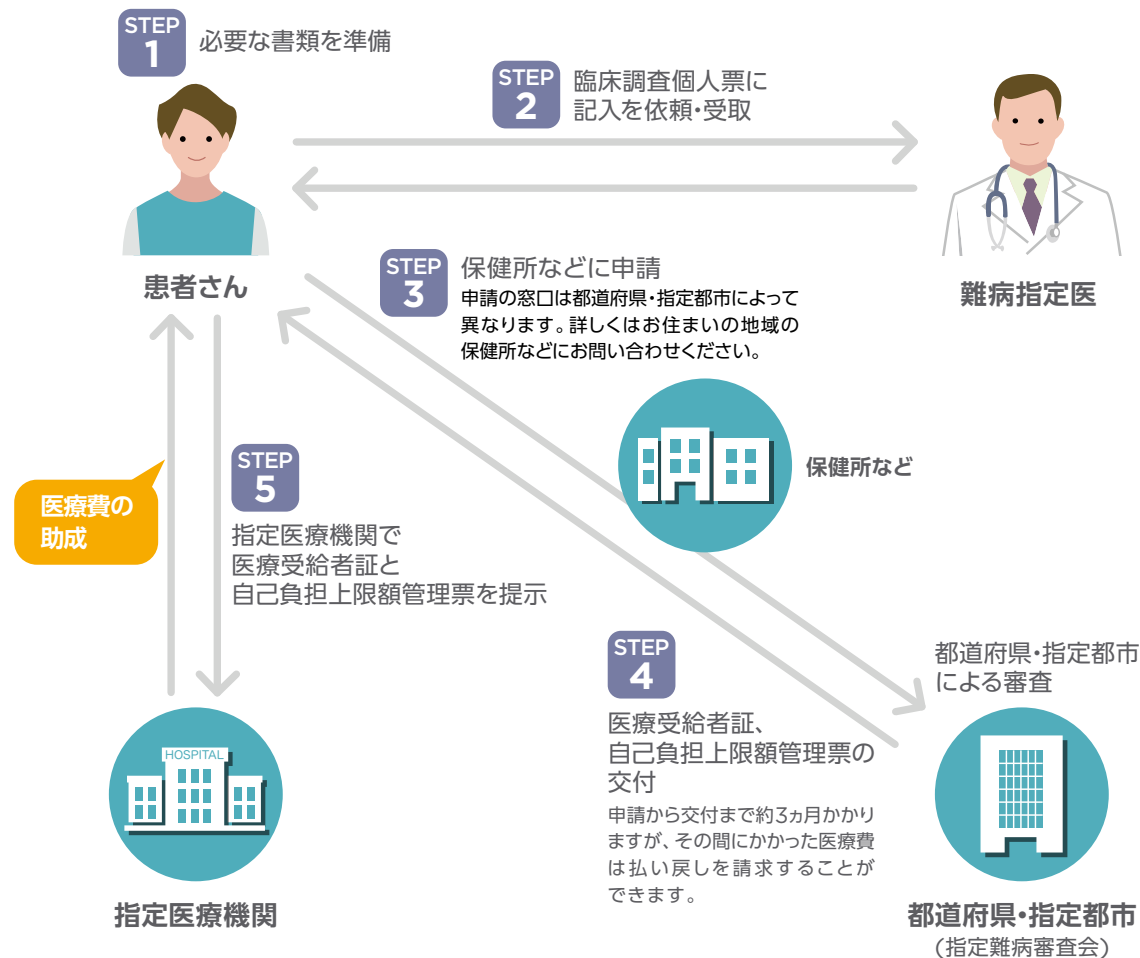 STEP
1
必要な書類を準備
STEP
2
臨床調査個人票に
記入を依頼・受取
患者さん
難病指定医
STEP
3
保健所などに申請
申請の窓口は都道府県・指定都市によって
異なります。詳しくはお住まいの地域の
保健所などにお問い合わせください。
保健所など
医療費の
助成
STEP
5
指定医療機関で
医療受給者証と
自己負担上限額管理票を提示
STEP
4
医療受給者証、
自己負担上限額管理票の
交付
申請から交付まで約3ヵ月かかり
ますが、その間にかかった医療費
は払い戻しを請求することが
できます。
都道府県・指定都市
による審査
HOSPITAL
指定医療機関
都道府県・指定都市
(指定難病審査会)